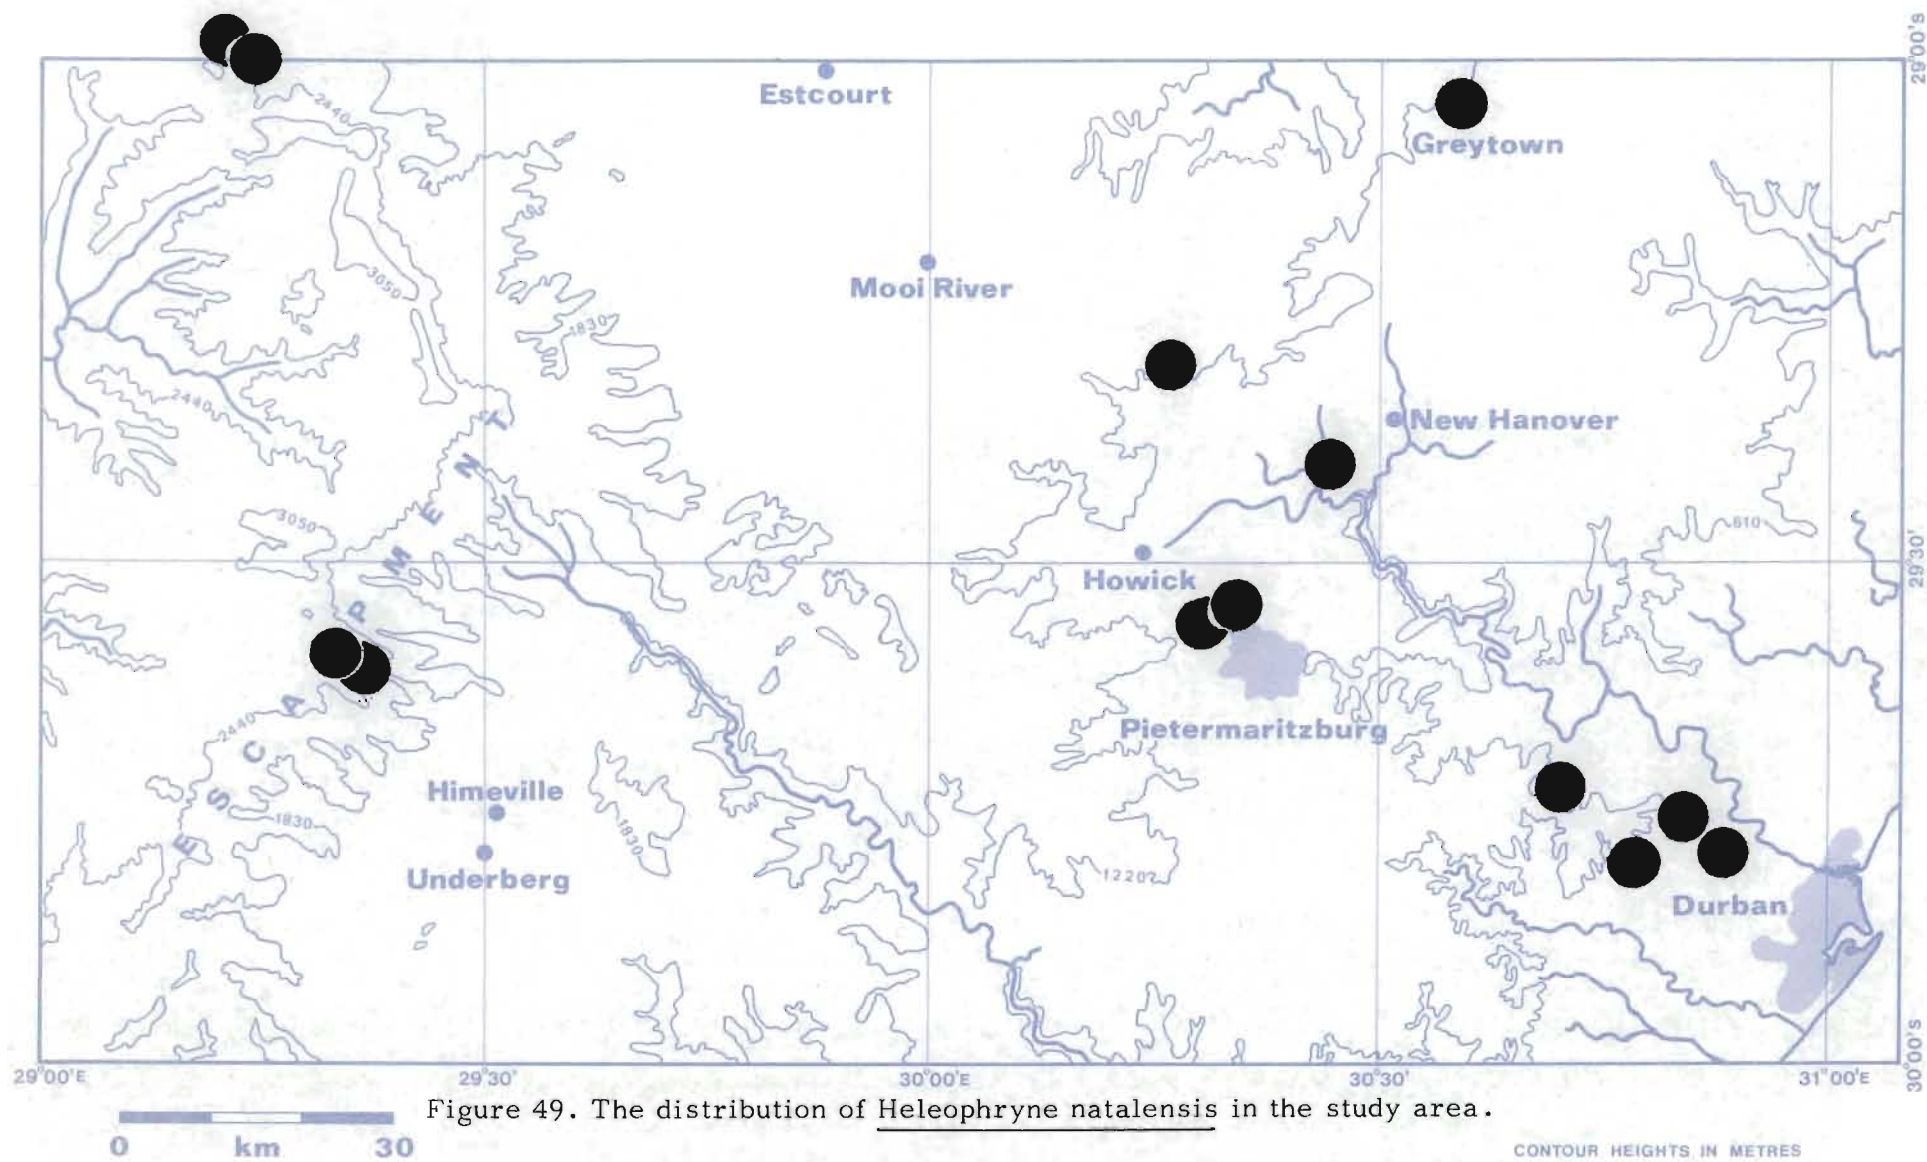 29°00'S
Estcourt
2440
Greytown
3050
Mooi River
1830
2440
New Hanover
3050
610
29°30'
Howick
ESCARPMENT
2440
Pietermaritzburg
Himeville
1830
1830
Underberg
1220
Durban
30°00'S
29°00'E
29°30'
30°00'E
30°30'
31°00'E
Figure 49. The distribution of Heleophryne natalensis in the study area.
0 km 30
CONTOUR HEIGHTS IN METRES